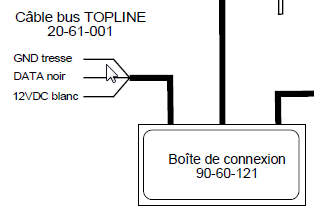 Câble bus TOPLINE
20-61-001
GND tresse
DATA noir
12VDC blanc
Boîte de connexion
90-60-121